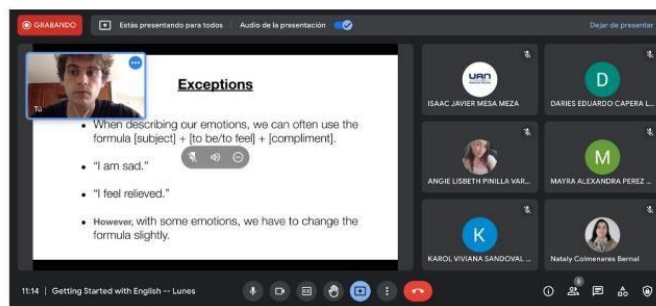 GRABANDO
Estás presentando para todos
Audio de la presentación
Dejar de presentar
Tú
Exceptions
• When describing our emotions, we can often use the
formula [subject] + [to be/to feel] + [compliment].
• "I am sad."
• "I feel relieved."
• However, with some emotions, we have to change the
formula slightly.
UAN
ISAAC JAVIER MESA MEZA
D
DARIES EDUARDO CAPERA L...
ANGIE LISBETH PINILLA VAR...
M
MAYRA ALEXANDRA PEREZ ...
K
KAROL VIVIANA SANDOVAL ...
Nataly Colmenares Bernal
11:14 | Getting Started with English -- Lunes
8